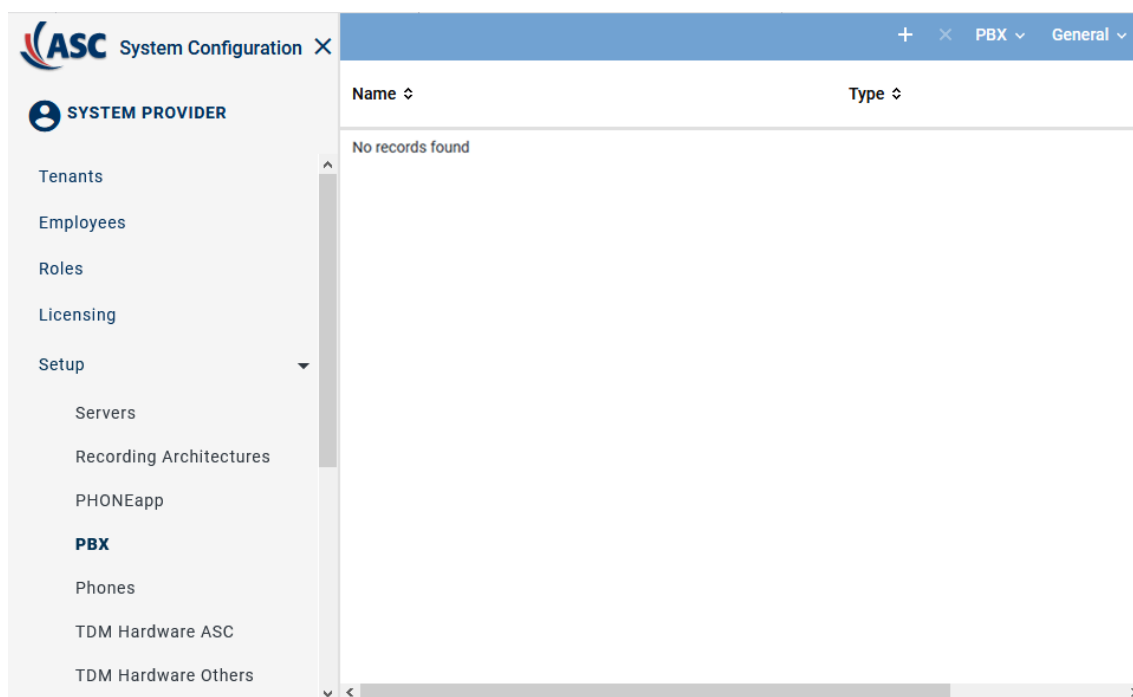 ASC System Configuration
PBX General
SYSTEM PROVIDER
Name Type
No records found
Tenants
Employees
Roles
Licensing
Setup
Servers
Recording Architectures
PHONEapp
PBX
Phones
TDM Hardware ASC
TDM Hardware Others